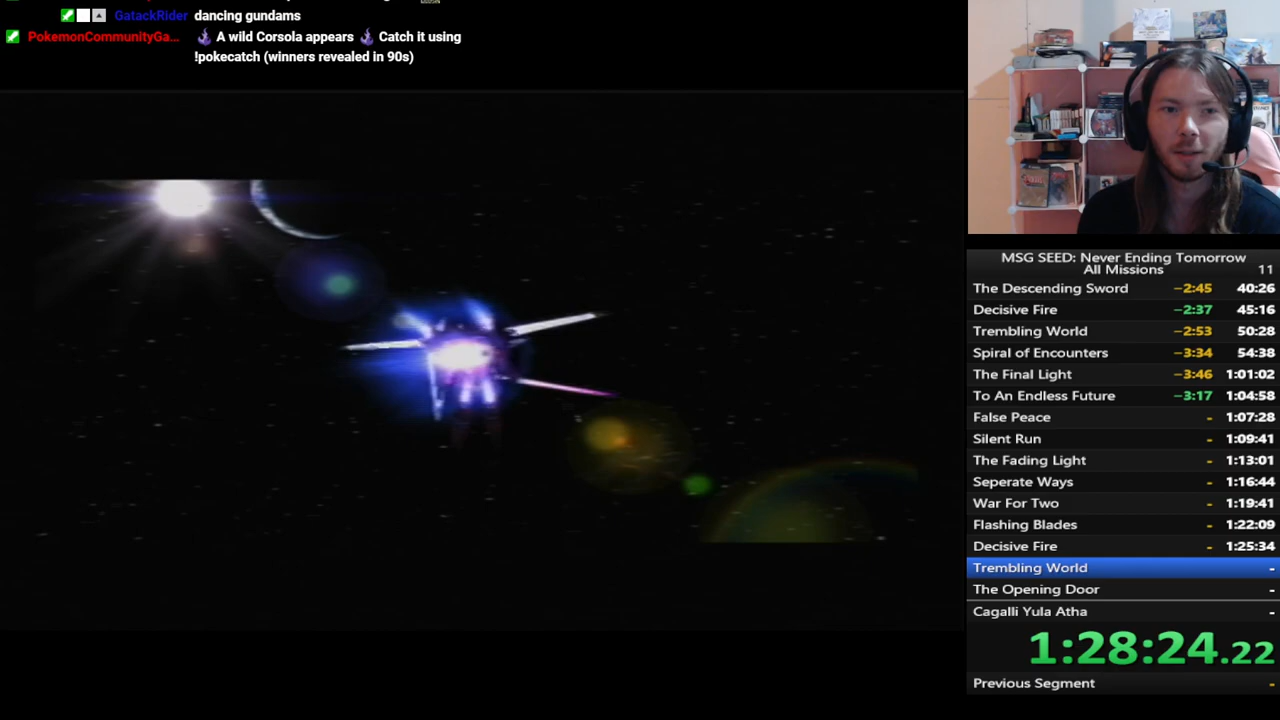 GatackRider dancing gundams
PokemonCommunityGa... A wild Corsola appears Catch it using
!pokecatch (winners revealed in 90s)
MSG SEED: Never Ending Tomorrow
All Missions 11
The Descending Sword −2:45 40:26
Decisive Fire −2:37 45:16
Trembling World −2:53 50:28
Spiral of Encounters −3:34 54:38
The Final Light −3:46 1:01:02
To An Endless Future −3:17 1:04:58
False Peace - 1:07:28
Silent Run - 1:09:41
The Fading Light - 1:13:01
Seperate Ways - 1:16:44
War For Two - 1:19:41
Flashing Blades - 1:22:09
Decisive Fire - 1:25:34
Trembling World -
The Opening Door -
Cagalli Yula Atha -
1:28:24.22
Previous Segment -